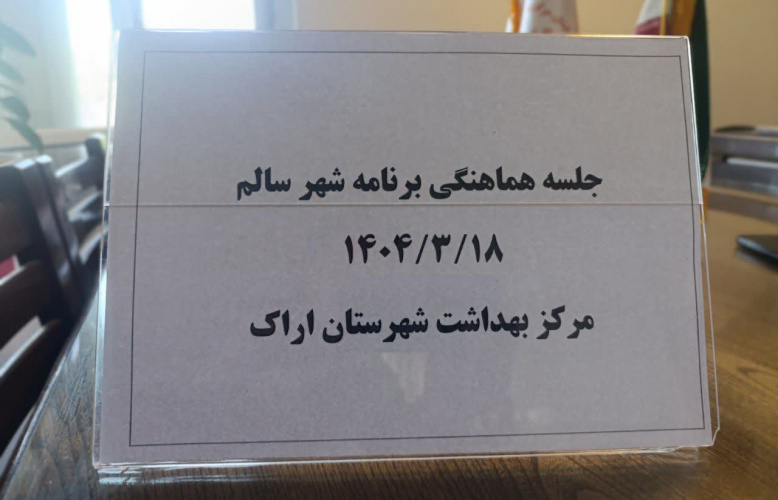 جلسه هماهنگی برنامه شهر سالم
۱۴۰۴/۳/۱۸
مرکز بهداشت شهرستان اراک